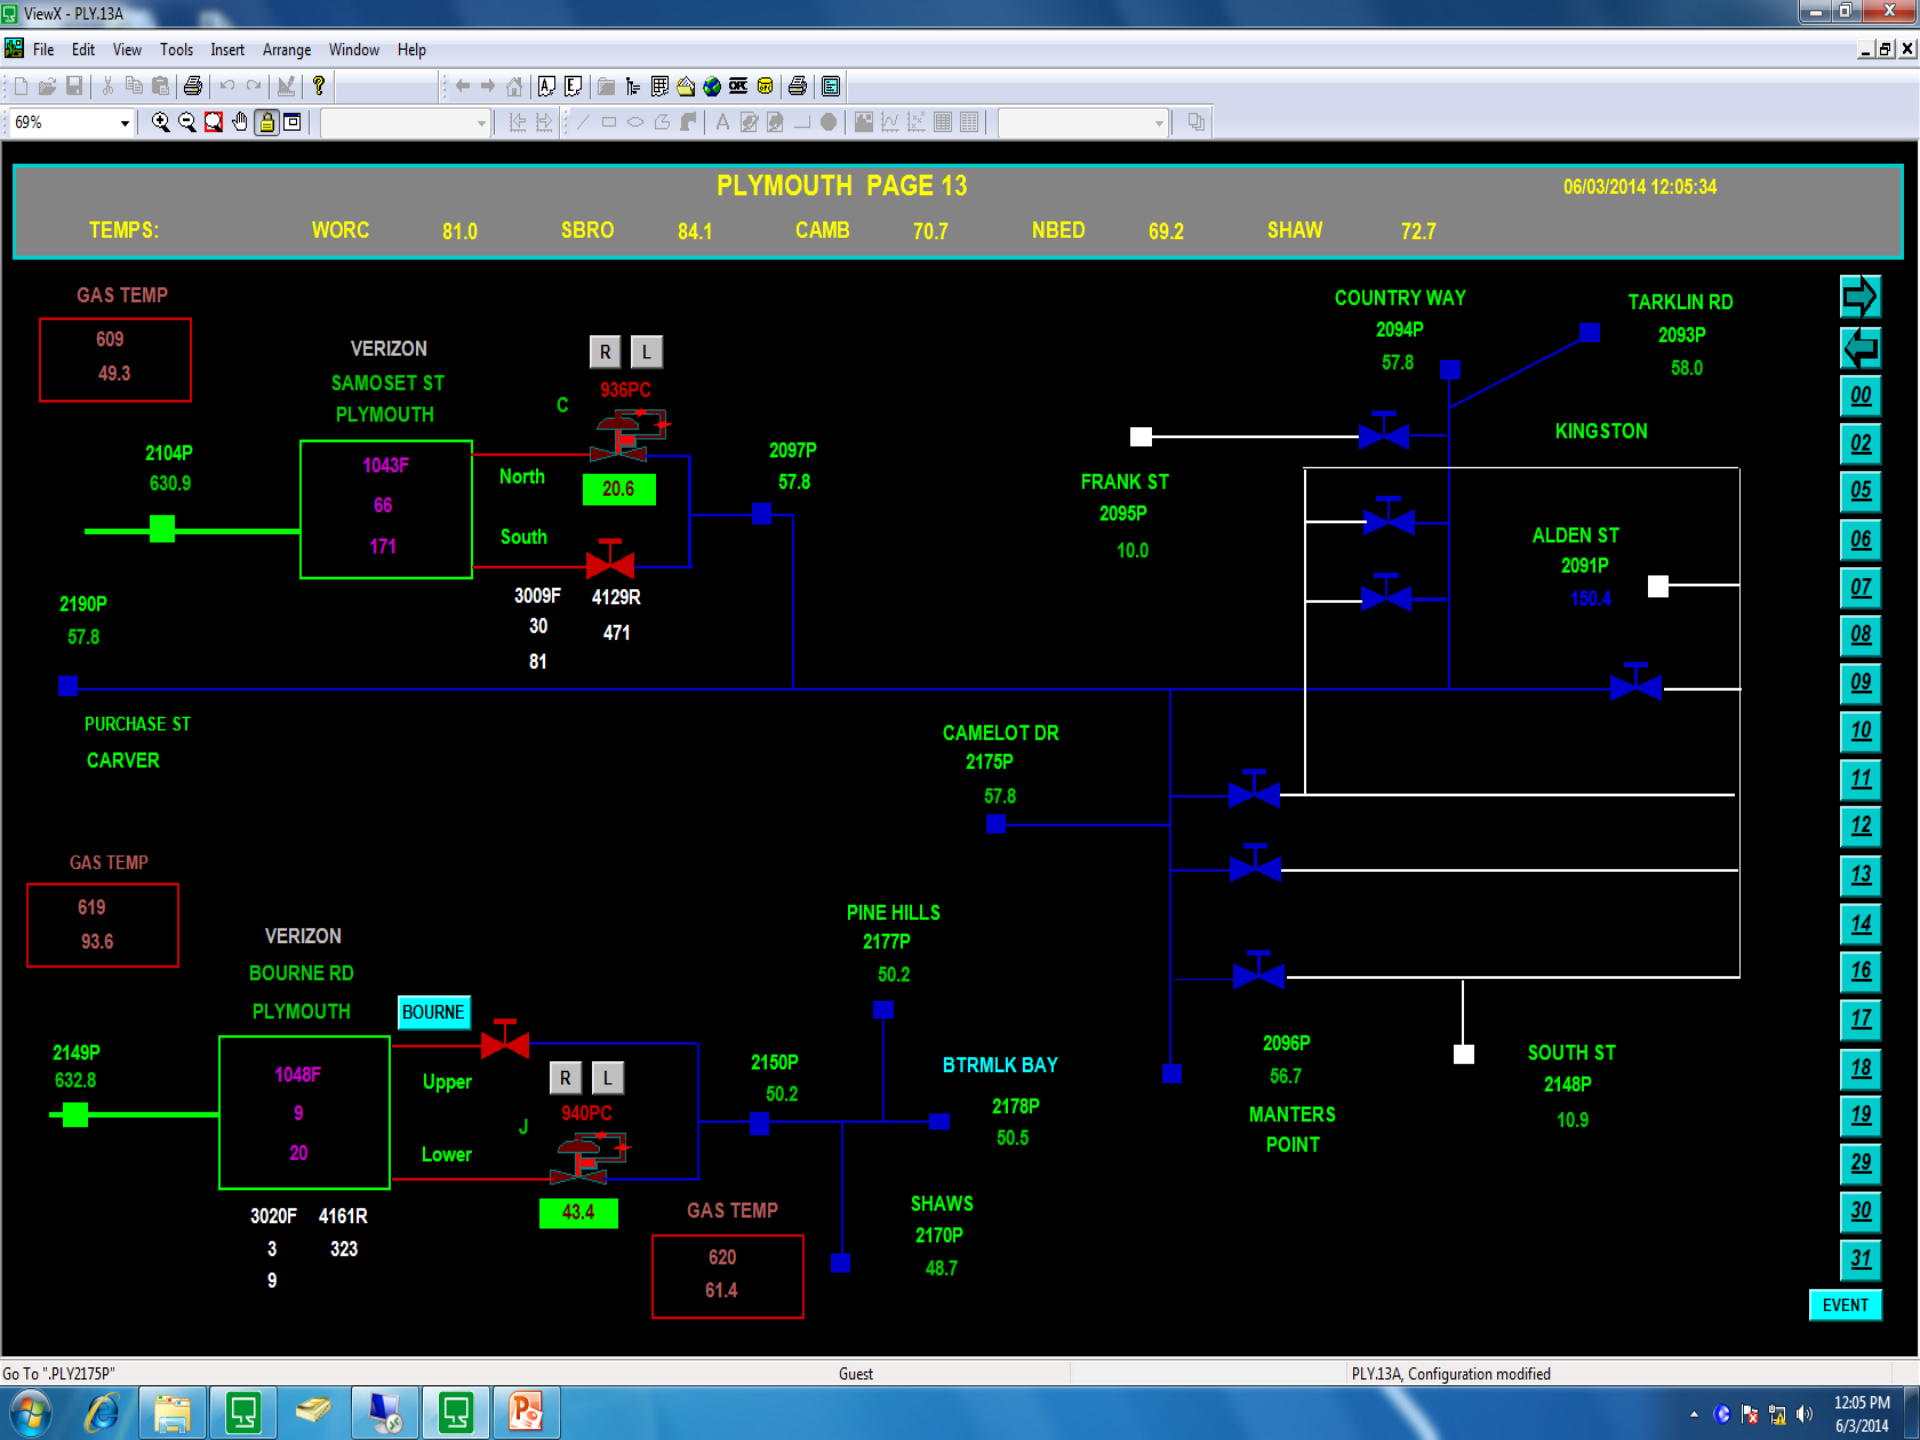 ViewX - PLY.13A
File Edit View Tools Insert Arrange Window Help
69%
PLYMOUTH PAGE 13
06/03/2014 12:05:34
TEMPS: WORC 81.0 SBRO 84.1 CAMB 70.7 NBED 69.2 SHAW 72.7
GAS TEMP
609
49.3
VERIZON
SAMOSET ST
PLYMOUTH
R L
936PC
C
2104P
630.9
1043F
66
171
North
20.6
South
3009F
30
81
4129R
471
2097P
57.8
2190P
57.8
PURCHASE ST
CARVER
COUNTRY WAY
2094P
57.8
TARKLIN RD
2093P
58.0
KINGSTON
FRANK ST
2095P
10.0
ALDEN ST
2091P
150.4
CAMELOT DR
2175P
57.8
GAS TEMP
619
93.6
VERIZON
BOURNE RD
PLYMOUTH
BOURNE
2149P
632.8
1048F
9
20
Upper
Lower
R L
940PC
J
43.4
3020F
3
9
4161R
323
GAS TEMP
620
61.4
2150P
50.2
PINE HILLS
2177P
50.2
BTRMLK BAY
2178P
50.5
SHAWS
2170P
48.7
2096P
56.7
MANTERS
POINT
SOUTH ST
2148P
10.9
00
02
05
06
07
08
09
10
11
12
13
14
16
17
18
19
29
30
31
EVENT
Go To ".PLY2175P"
Guest
PLY.13A, Configuration modified
12:05 PM
6/3/2014